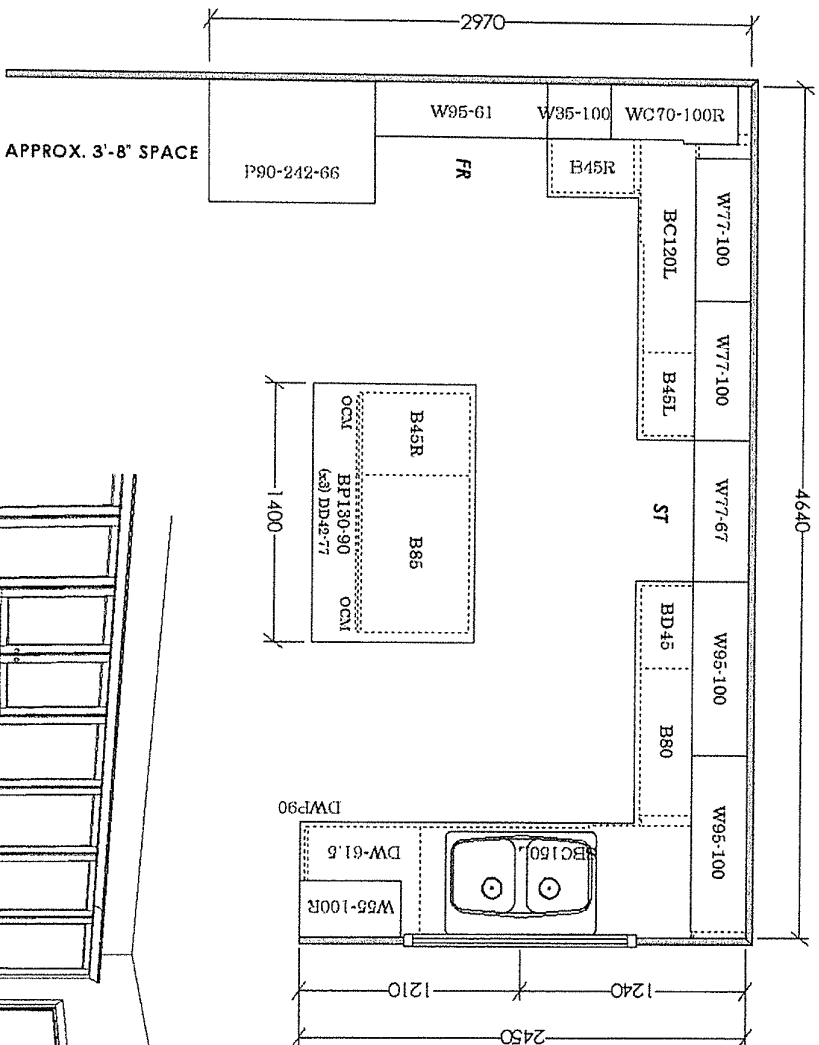 2970
W95-61
W35-100
WC70-100R
APPROX. 3'-8" SPACE
P90-242-66
FR
B45R
BC120L
W77-100
B45L
W77-100
4640
ST
W77-67
OCM
B45R
BP130-90
(x3) DD42-77
B85
OCM
1400
BD45
W95-100
B80
W95-100
DWP90
DW-61.5
W55-100R
1210
1240
2450